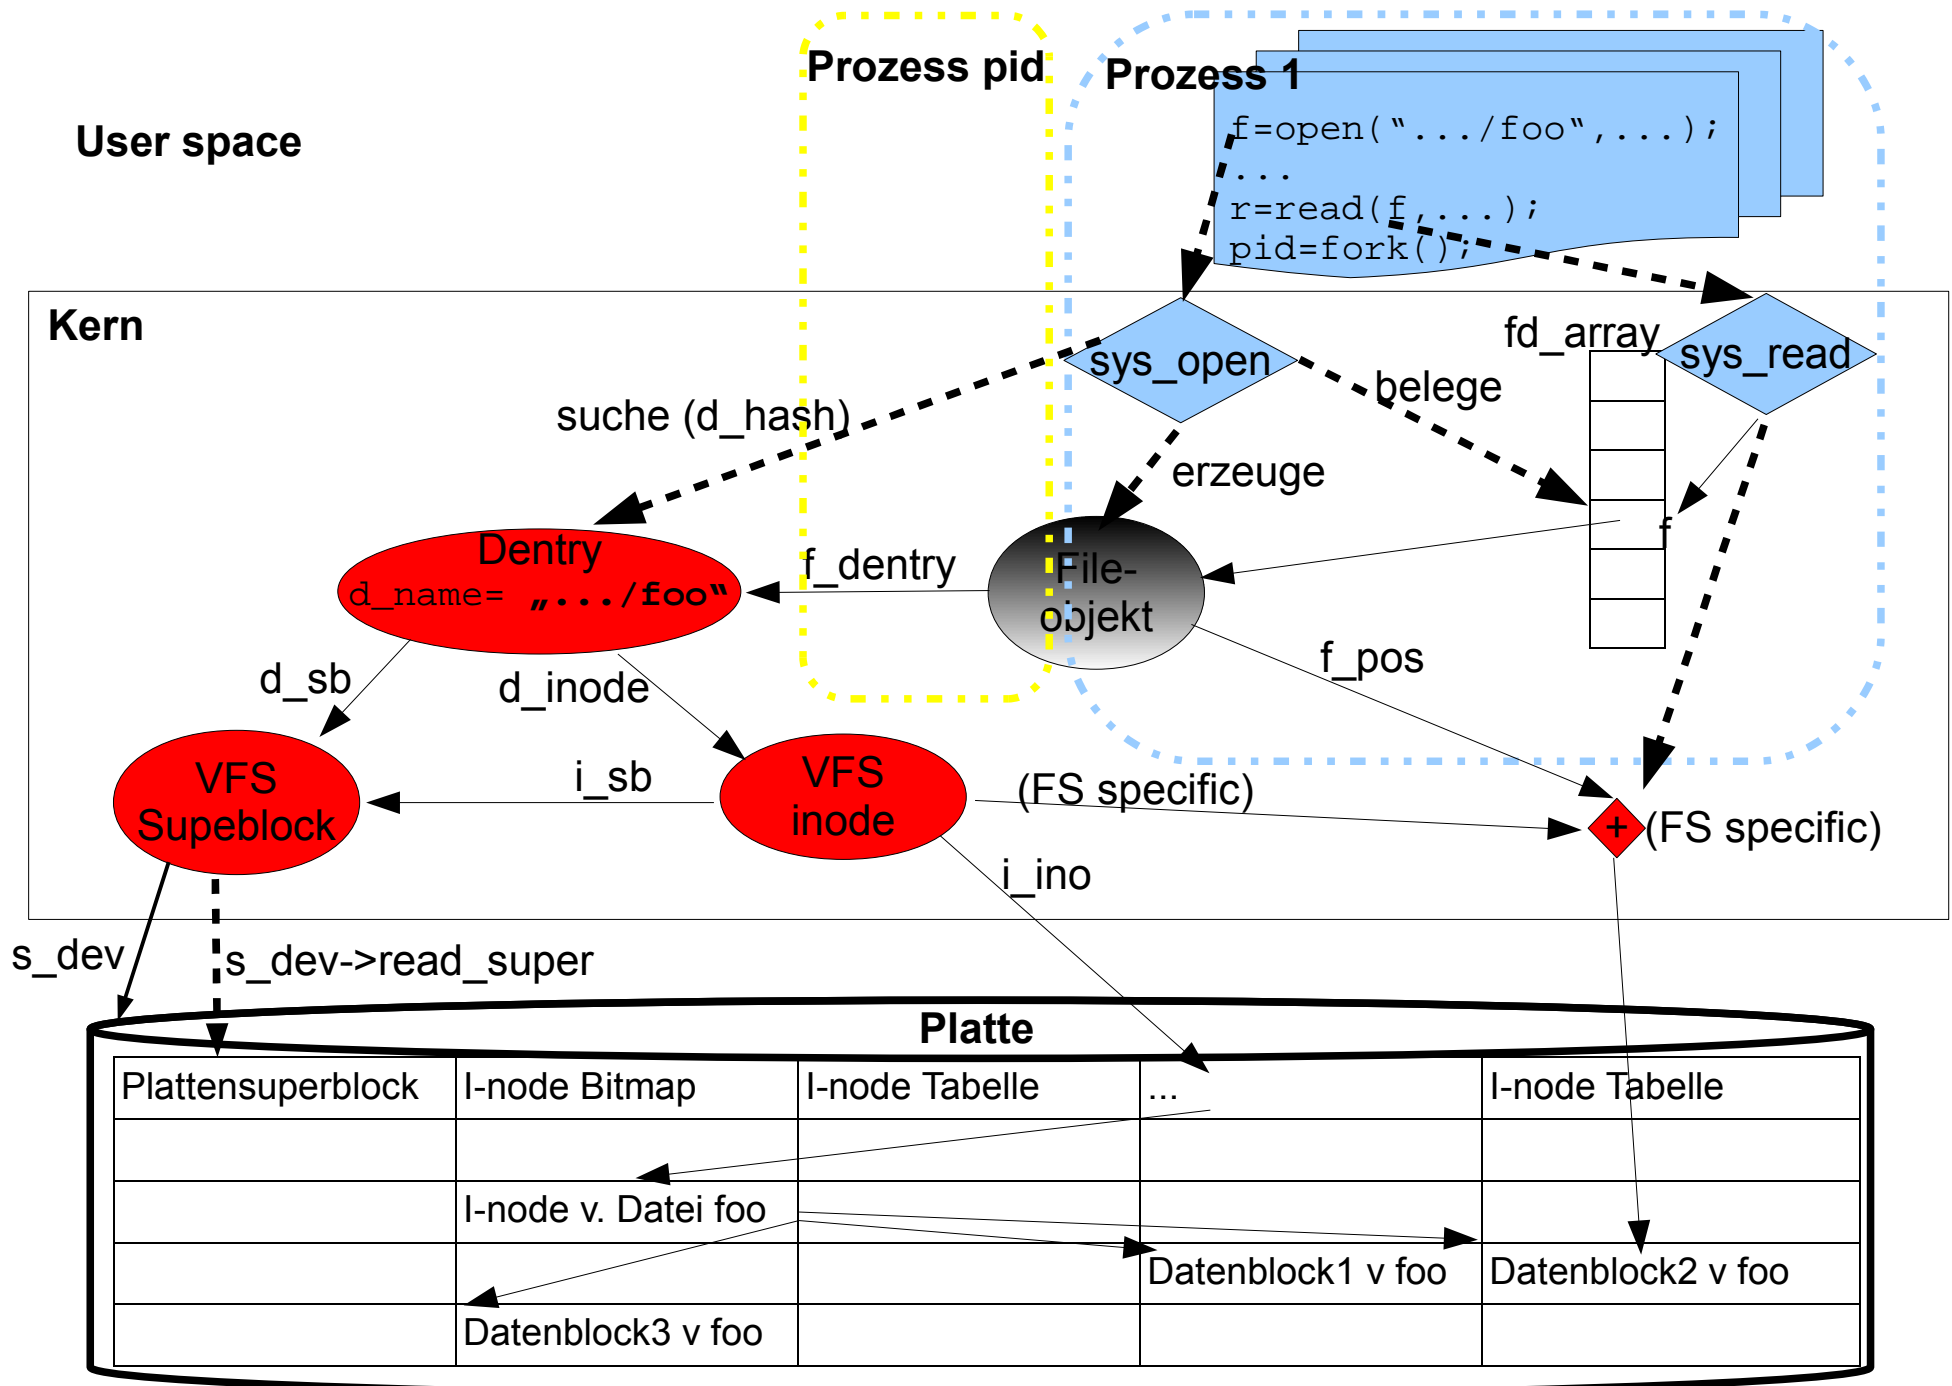 Prozess pid
Prozess 1
User space
f=open(“.../foo“,...);
...
r=read(f,...);
pid=fork();
Kern
fd_array
sys_open
sys_read
belege
suche (d_hash)
erzeuge
f
Dentry
d_name= „.../foo“
f_dentry
File-
objekt
f_pos
d_sb
d_inode
VFS
Supeblock
i_sb
VFS
inode
(FS specific)
+
(FS specific)
i_ino
s_dev
s_dev->read_super
Platte
Plattensuperblock
I-node Bitmap
I-node Tabelle
...
I-node Tabelle
I-node v. Datei foo
Datenblock1 v foo
Datenblock2 v foo
Datenblock3 v foo